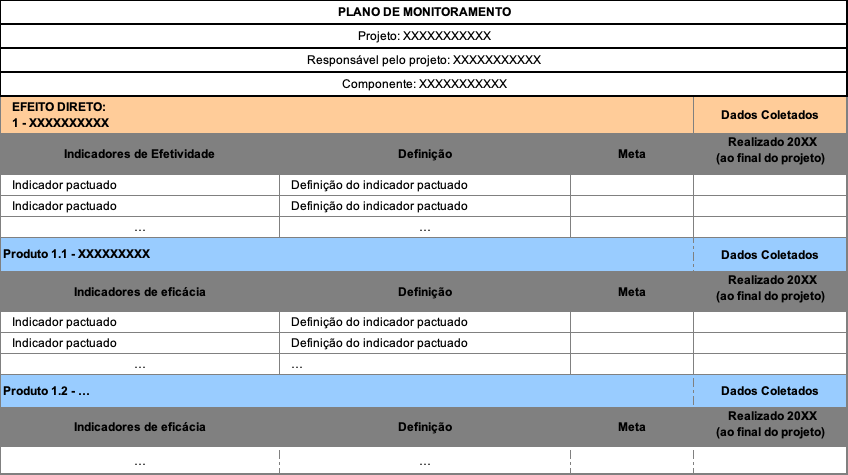 PLANO DE MONITORAMENTO
Projeto: XXXXXXXXXXX
Responsável pelo projeto: XXXXXXXXXXX
Componente: XXXXXXXXXXX
EFEITO DIRETO:
1 - XXXXXXXXXX
Dados Coletados
Indicadores de Efetividade Definição Meta Realizado 20XX
(ao final do projeto)
Indicador pactuado Definição do indicador pactuado
Indicador pactuado Definição do indicador pactuado
... ...
Produto 1.1 - XXXXXXXXX Dados Coletados
Indicadores de eficácia Definição Meta Realizado 20XX
(ao final do projeto)
Indicador pactuado Definição do indicador pactuado
Indicador pactuado Definição do indicador pactuado
... ...
Produto 1.2 - ... Dados Coletados
Indicadores de eficácia Definição Meta Realizado 20XX
(ao final do projeto)
... ...